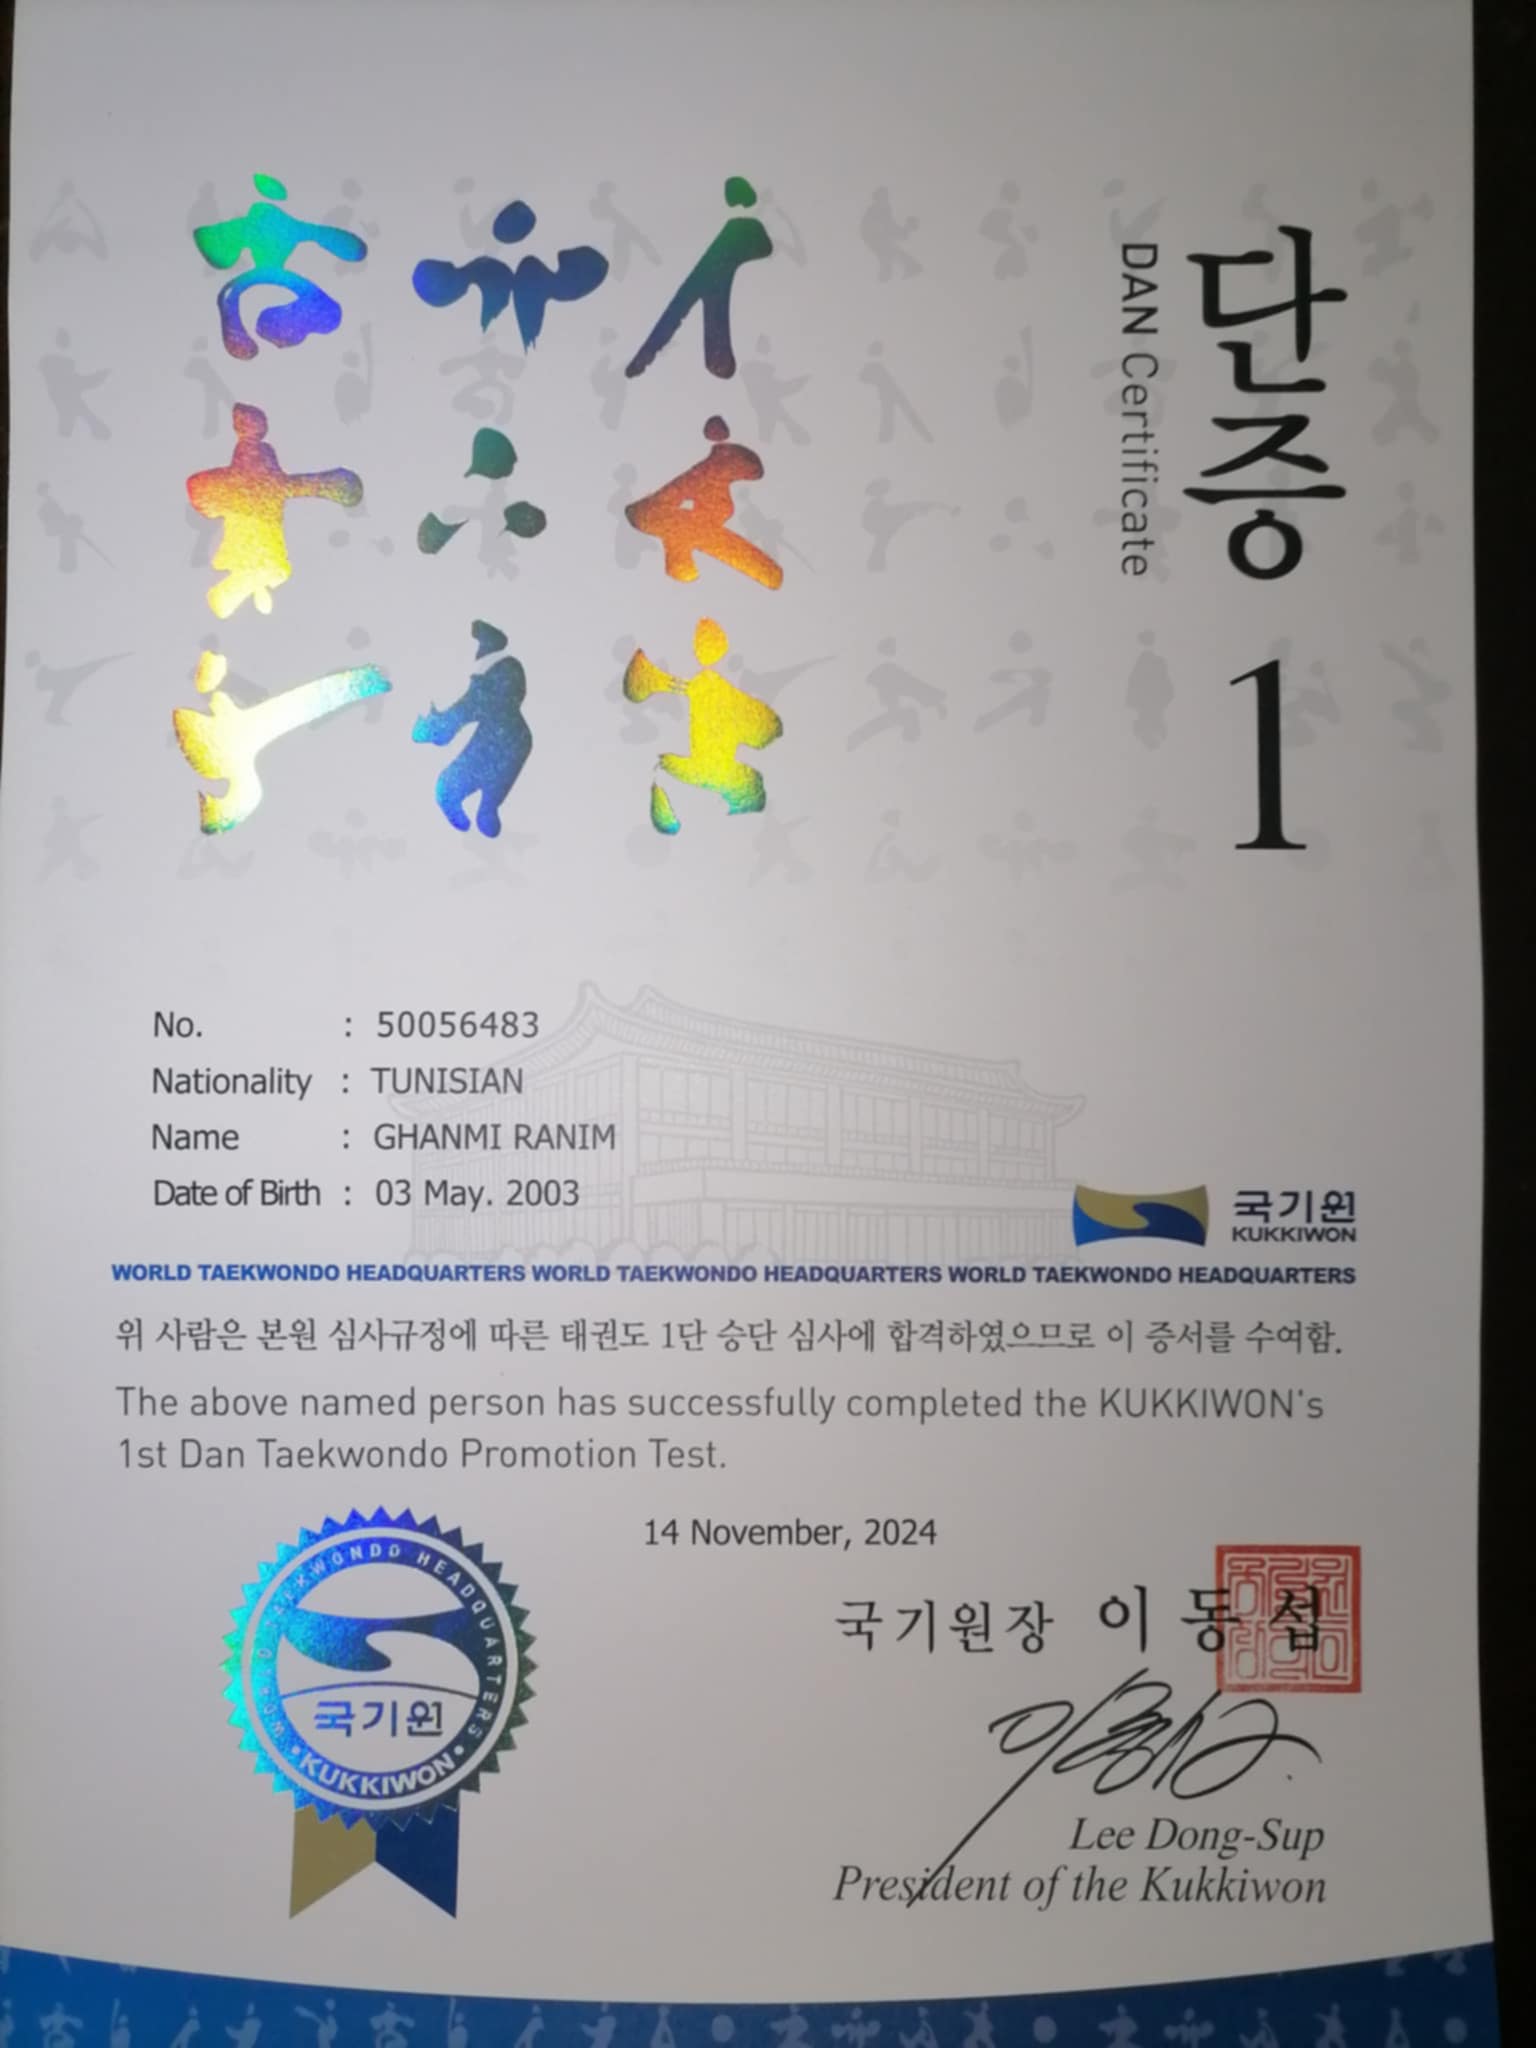 단증 1
DAN Certificate
No. : 50056483
Nationality : TUNISIAN
Name : GHANMI RANIM
Date of Birth : 03 May. 2003
국기원
KUKKIWON
WORLD TAEKWONDO HEADQUARTERS WORLD TAEKWONDO HEADQUARTERS WORLD TAEKWONDO HEADQUARTERS
위 사람은 본원 심사규정에 따른 태권도 1단 승단 심사에 합격하였으므로 이 증서를 수여함.
The above named person has successfully completed the KUKKIWON's
1st Dan Taekwondo Promotion Test.
14 November, 2024
국기원장 이동섭
Lee Dong-Sup
President of the Kukkiwon
WORLD TAEKWONDO HEADQUARTERS
국기원
• KUKKIWON •